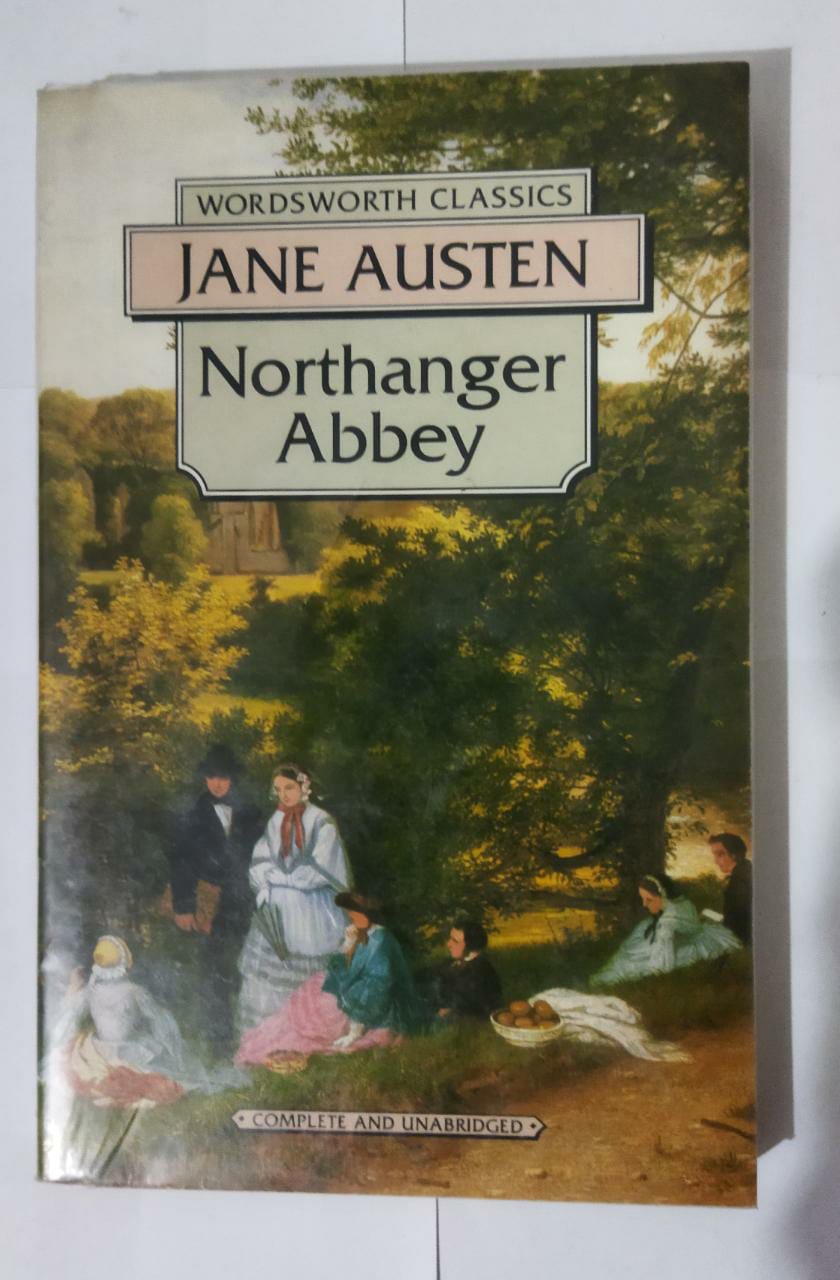 WORDSWORTH CLASSICS
JANE AUSTEN
Northanger
Abbey
• COMPLETE AND UNABRIDGED •